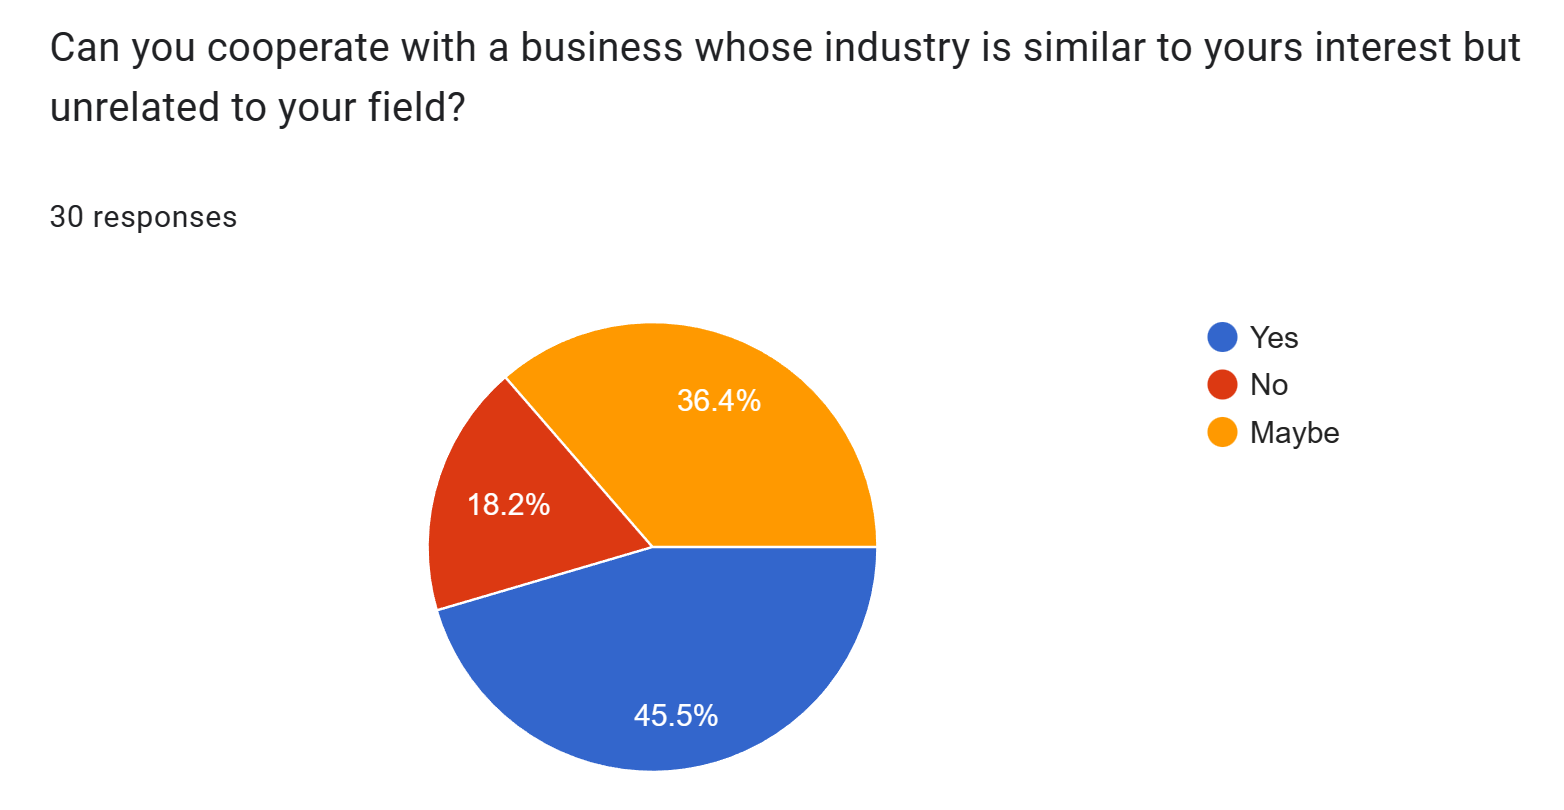 Can you cooperate with a business whose industry is similar to yours interest but
unrelated to your field?
30 responses
Yes
No
Maybe
36.4%
18.2%
45.5%